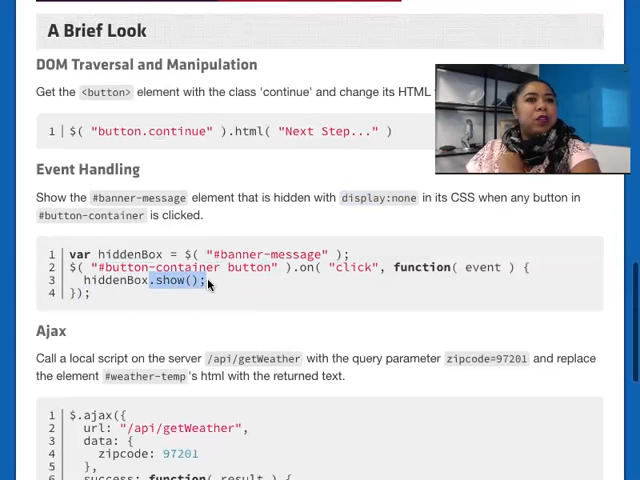 A Brief Look
DOM Traversal and Manipulation
Get the <button> element with the class 'continue' and change its HTML
1 $( "button.continue" ).html( "Next Step..." )
Event Handling
Show the #banner-message element that is hidden with display:none in its CSS when any button in
#button-container is clicked.
1 var hiddenBox = $( "#banner-message" );
2 $( "#button-container button" ).on( "click", function( event ) {
3 hiddenBox.show();
4 });
Ajax
Call a local script on the server /api/getWeather with the query parameter zipcode=97201 and replace
the element #weather-temp's html with the returned text.
1 $.ajax({
2 url: "/api/getWeather",
3 data: {
4 zipcode: 97201
5 },
6 success: function( result ) {